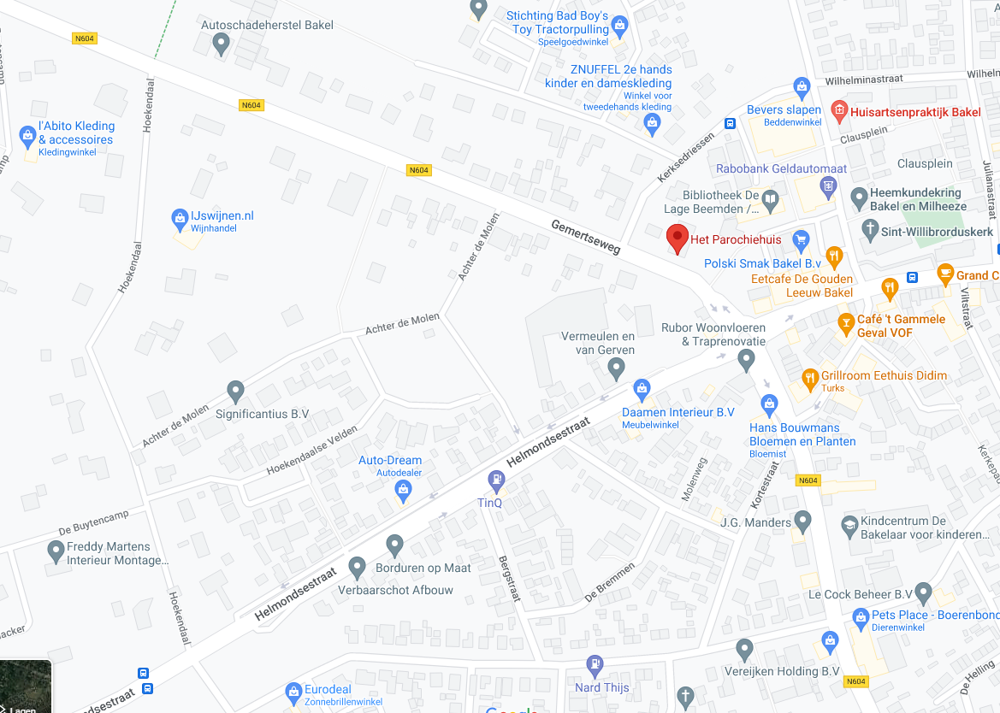 Autoschadeherstel Bakel
Stichting Bad Boy's
Toy Tractorpulling
Speelgoedwinkel
N604
ZNUFFEL 2e hands
kinder en dameskleding
Winkel voor
tweedehands kleding
Wilhelminastraat
Hoekendaal
N604
Bevers slapen
Beddenwinkel
Huisartsenpraktijk Bakel
l'Abito Kleding
& accessoires
Kledingwinkel
Clausplein
Kerksedriessen
N604
Rabobank Geldautomaat
Clausplein
Julianastraat
Bibliotheek De
Lage Beemden /...
Heemkundekring
Bakel en Milheeze
IJswijnen.nl
Wijnhandel
Gemertseweg
Sint-Willibrorduskerk
Het Parochiehuis
Achter de Molen
Polski Smak Bakel B.v
Hoekendaal
Eetcafe De Gouden
Leeuw Bakel
Grand C
Viltstraat
Achter de Molen
Rubor Woonvloeren
& Traprenovatie
Café 't Gammele
Geval VOF
Vermeulen en
van Gerven
Grillroom Eethuis Didim
Turks
Achter de Molen
Significantius B.V
Daamen Interieur B.V
Meubelwinkel
Hans Bouwmans
Bloemen en Planten
Bloemist
Helmondsestraat
Hoekendaalse Velden
Auto-Dream
Autodealer
Molenweg
Kortestraat
N604
TinQ
De Buytencamp
J.G. Manders
Kindcentrum De
Bakelaar voor kinderen...
Freddy Martens
Interieur Montage...
Borduren op Maat
Verbaarschot Afbouw
Helmondsestraat
Bergstraat
De Bremmen
Le Cock Beheer B.V
Hoekendaal
Pets Place - Boerenbond
Dierenwinkel
Vereijken Holding B.V
De Helling
N604
Nard Thijs
Eurodeal
Zonnebrillenwinkel
Google
Lagen